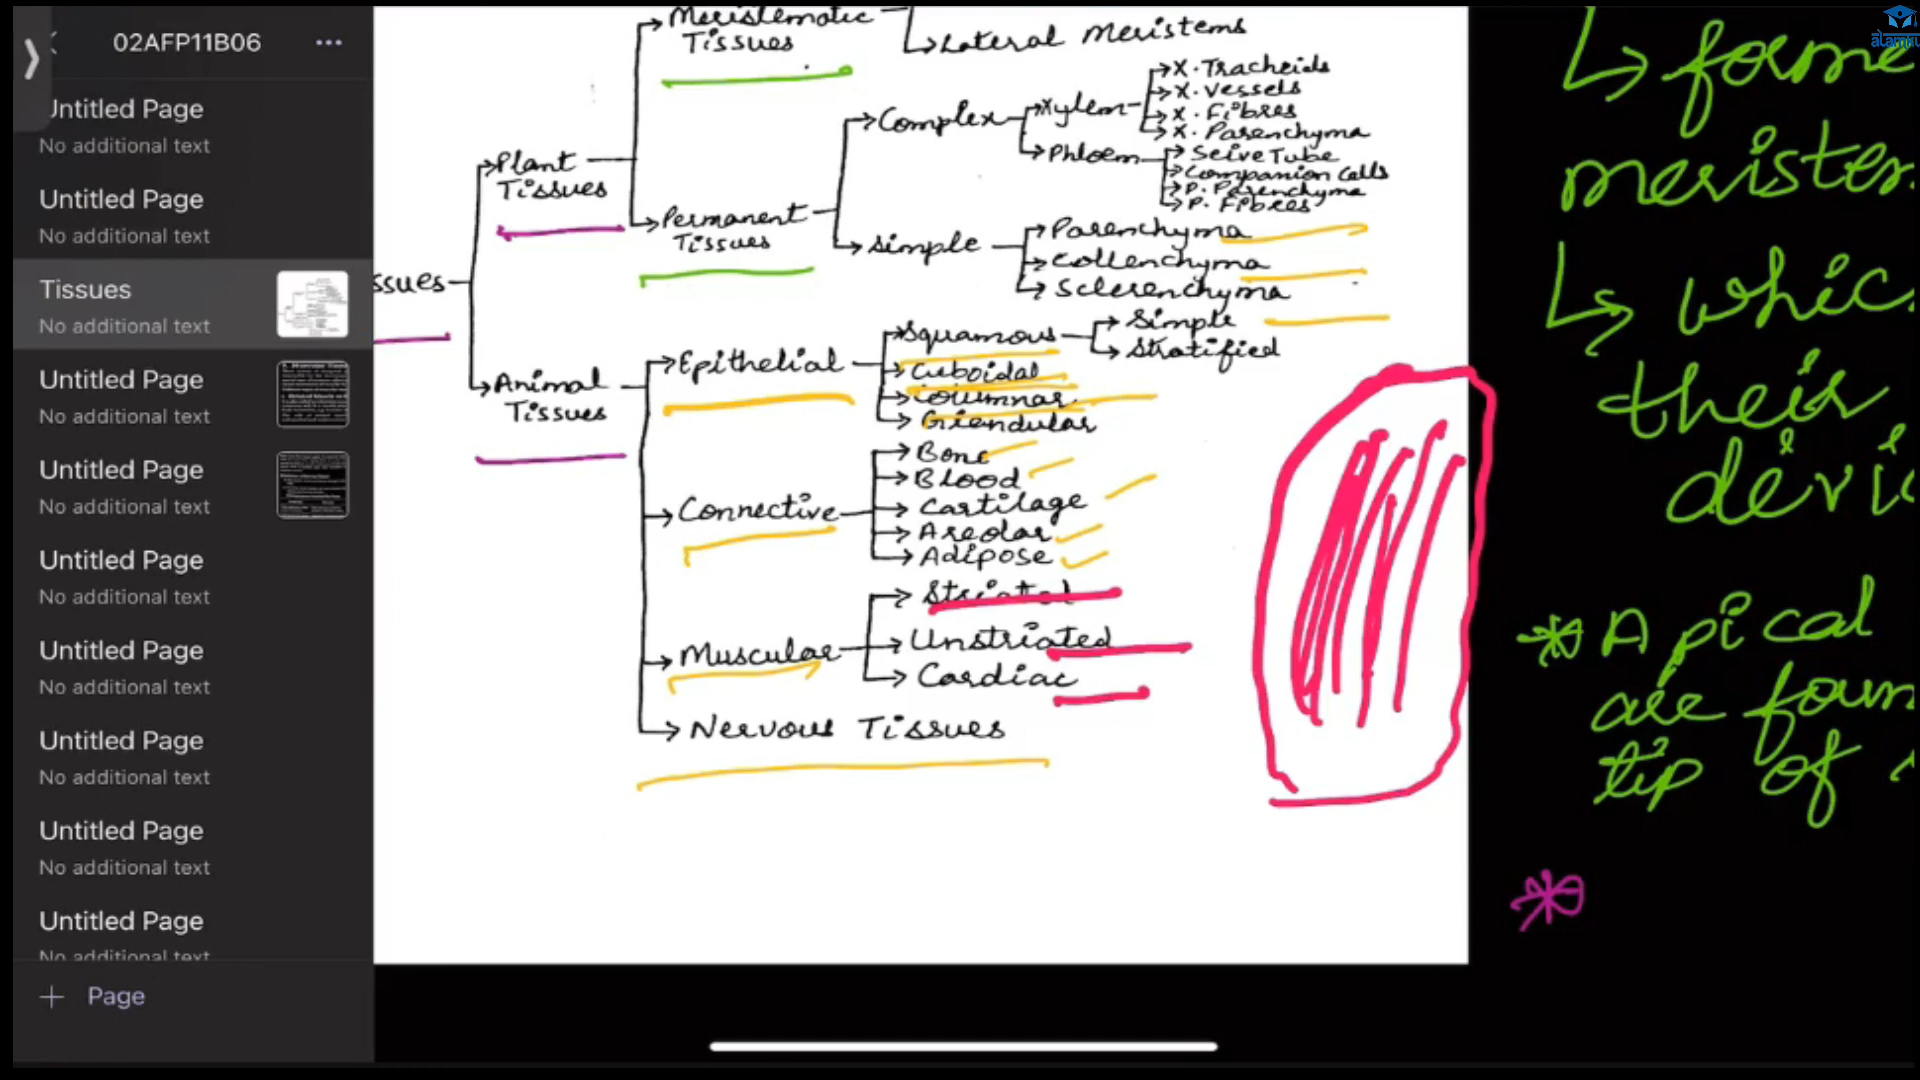 02AFP11B06
Untitled Page
No additional text
Untitled Page
No additional text
Tissues
No additional text
Untitled Page
No additional text
Untitled Page
No additional text
Untitled Page
No additional text
Untitled Page
No additional text
Untitled Page
No additional text
Untitled Page
No additional text
Untitled Page
No additional text
+ Page
ssues
Plant
Tissues
Meristematic
Tissues
Lateral Meristems
Permanent
Tissues
Complex
Xylem
X. Tracheids
X. Vessels
X. Fibres
X. Parenchyma
Phloem
Seive Tube
Companion Cells
P. Parenchyma
P. Fibres
Simple
Parenchyma
Collenchyma
Sclerenchyma
Animal
Tissues
Epithelial
Squamous
Simple
Stratified
Cuboidal
Columnar
Glandular
Connective
Bone
Blood
Cartilage
Areolar
Adipose
Muscular
Striated
Unstriated
Cardiac
Nervous Tissues
forme
meristem
whic
their
devi
* Apical
are foun
tip of
*